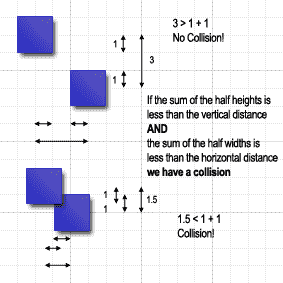 3 > 1 + 1
No Collision!
1
3
1
If the sum of the half heights is
less than the vertical distance
AND
the sum of the half widths is
less than the horizontal distance
we have a collision
1
1
1.5
1.5 < 1 + 1
Collision!